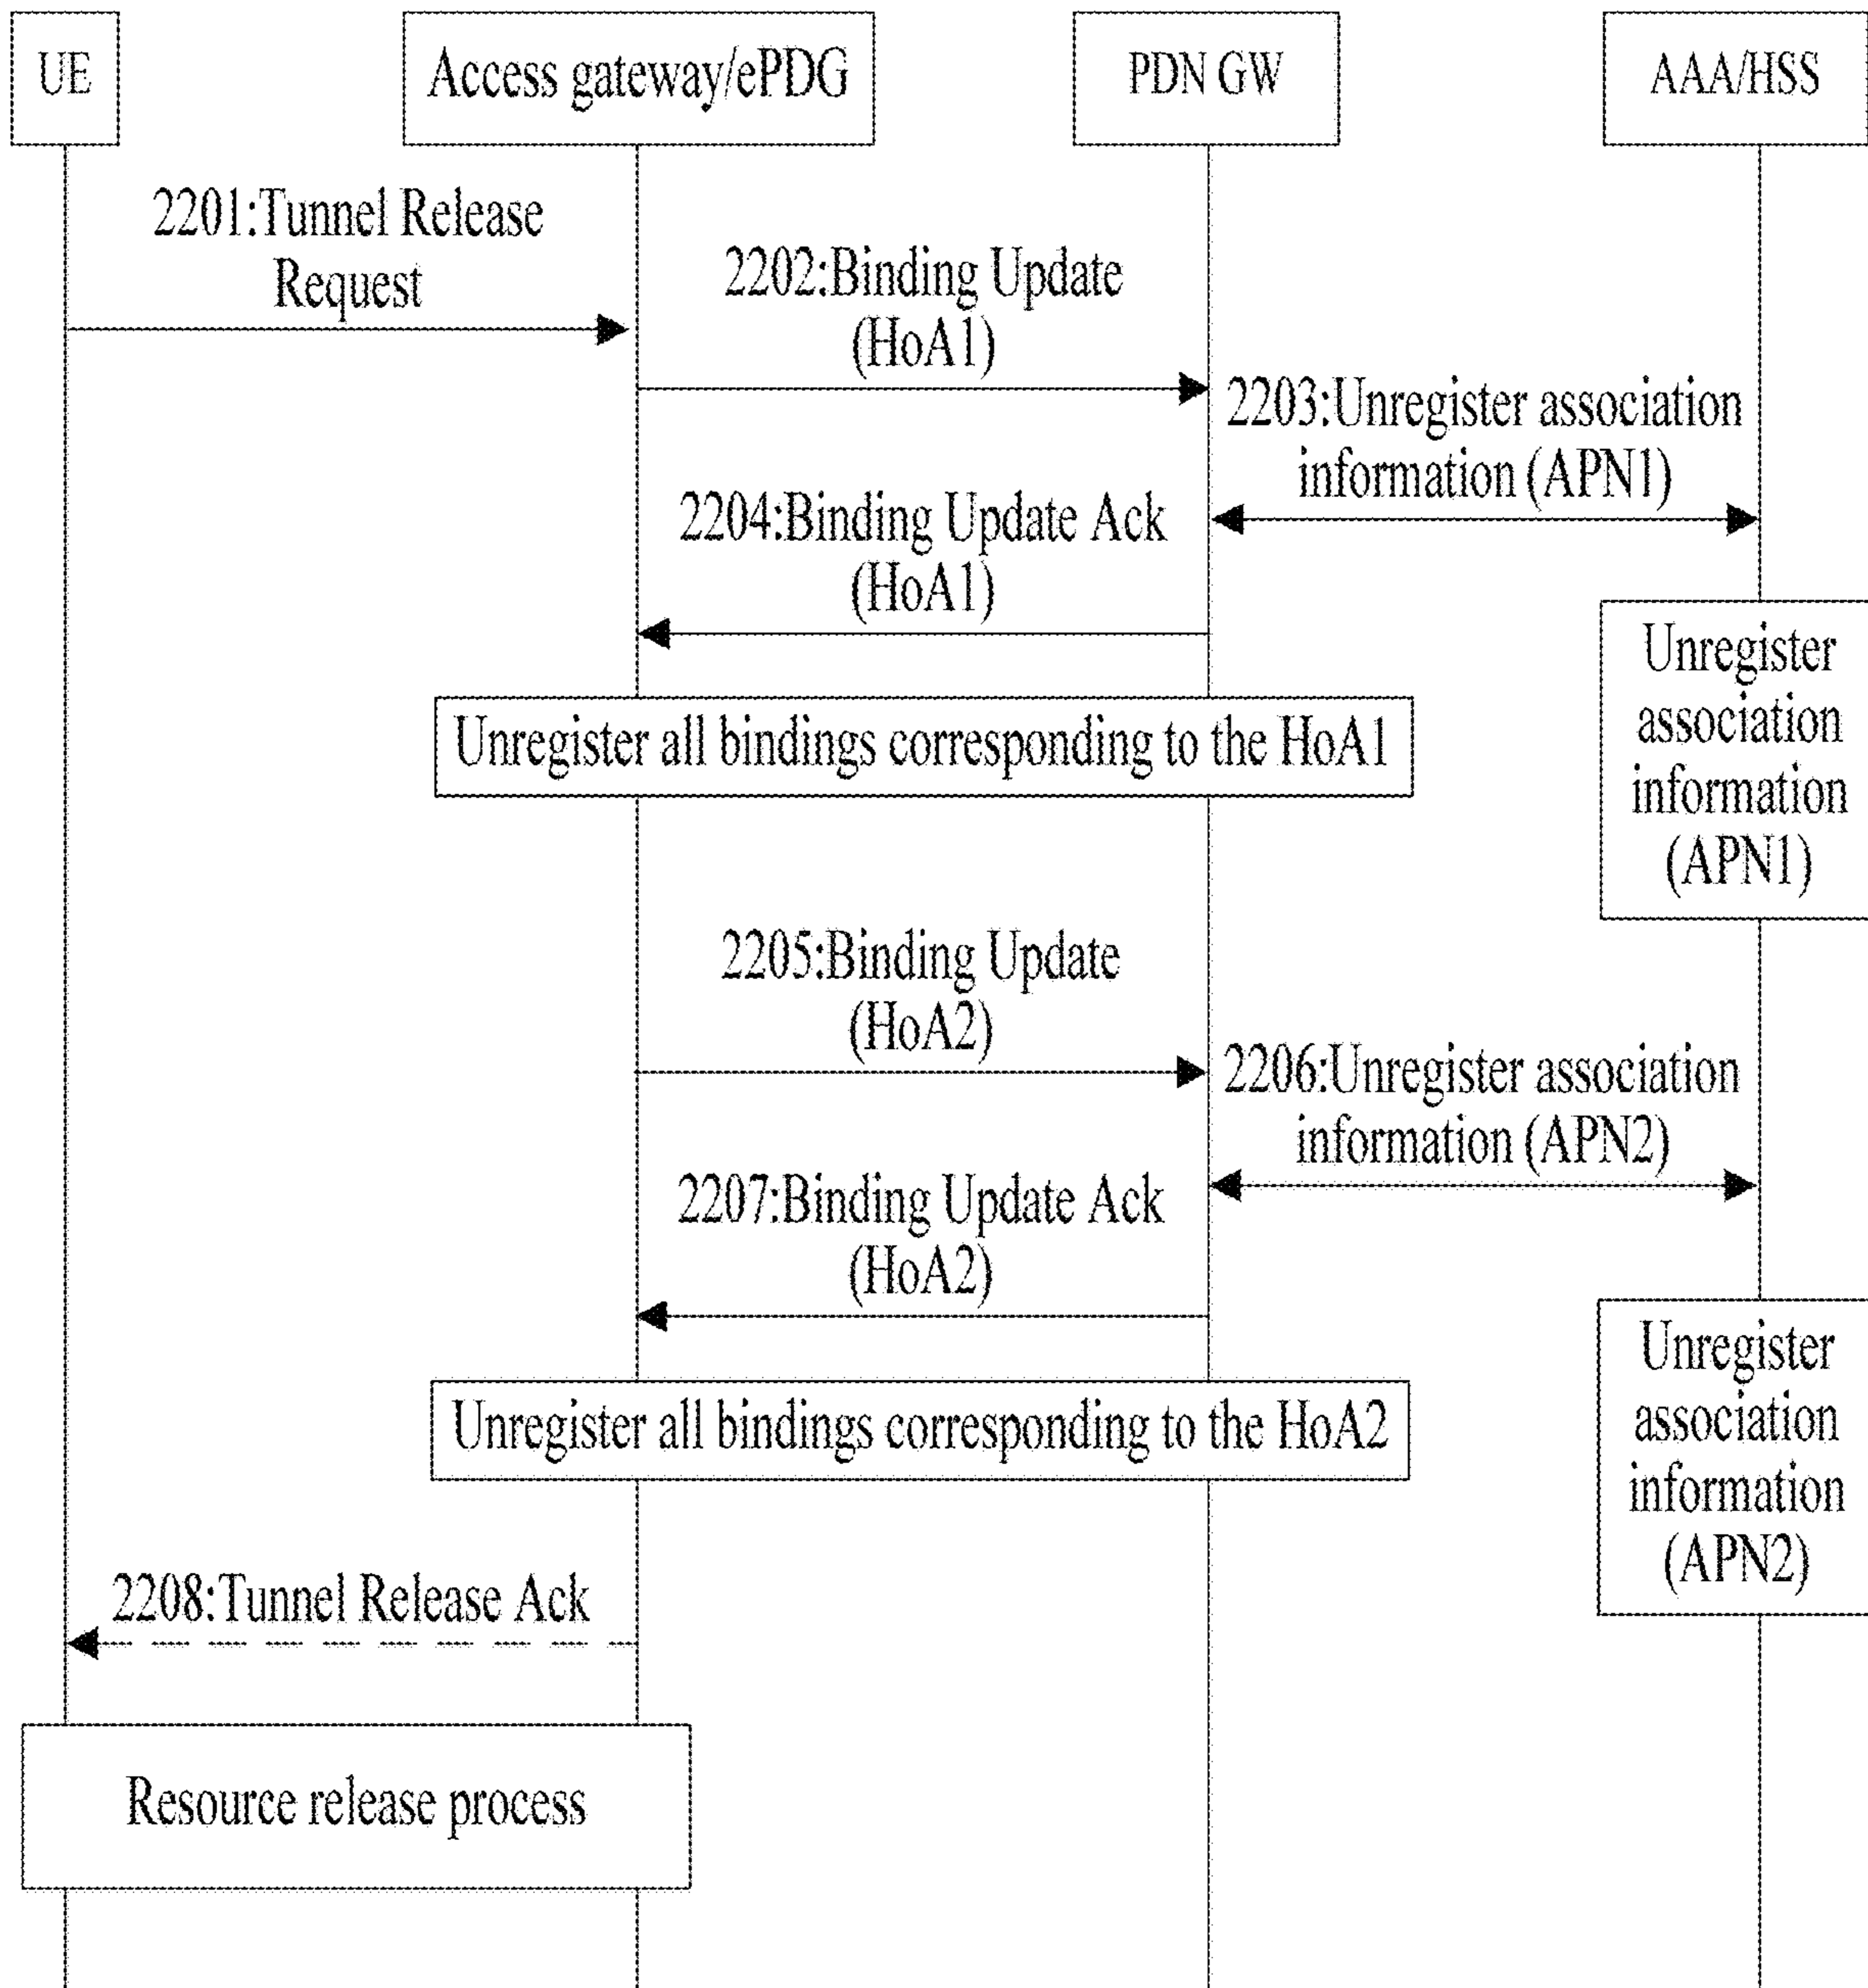 UE
Access gateway/ePDG
PDN GW
AAA/HSS
2201:Tunnel Release
Request
2202:Binding Update
(HoA1)
2203:Unregister association
information (APN1)
2204:Binding Update Ack
(HoA1)
Unregister
association
information
(APN1)
Unregister all bindings corresponding to the HoA1
2205:Binding Update
(HoA2)
2206:Unregister association
information (APN2)
2207:Binding Update Ack
(HoA2)
Unregister
association
information
(APN2)
Unregister all bindings corresponding to the HoA2
2208:Tunnel Release Ack
Resource release process